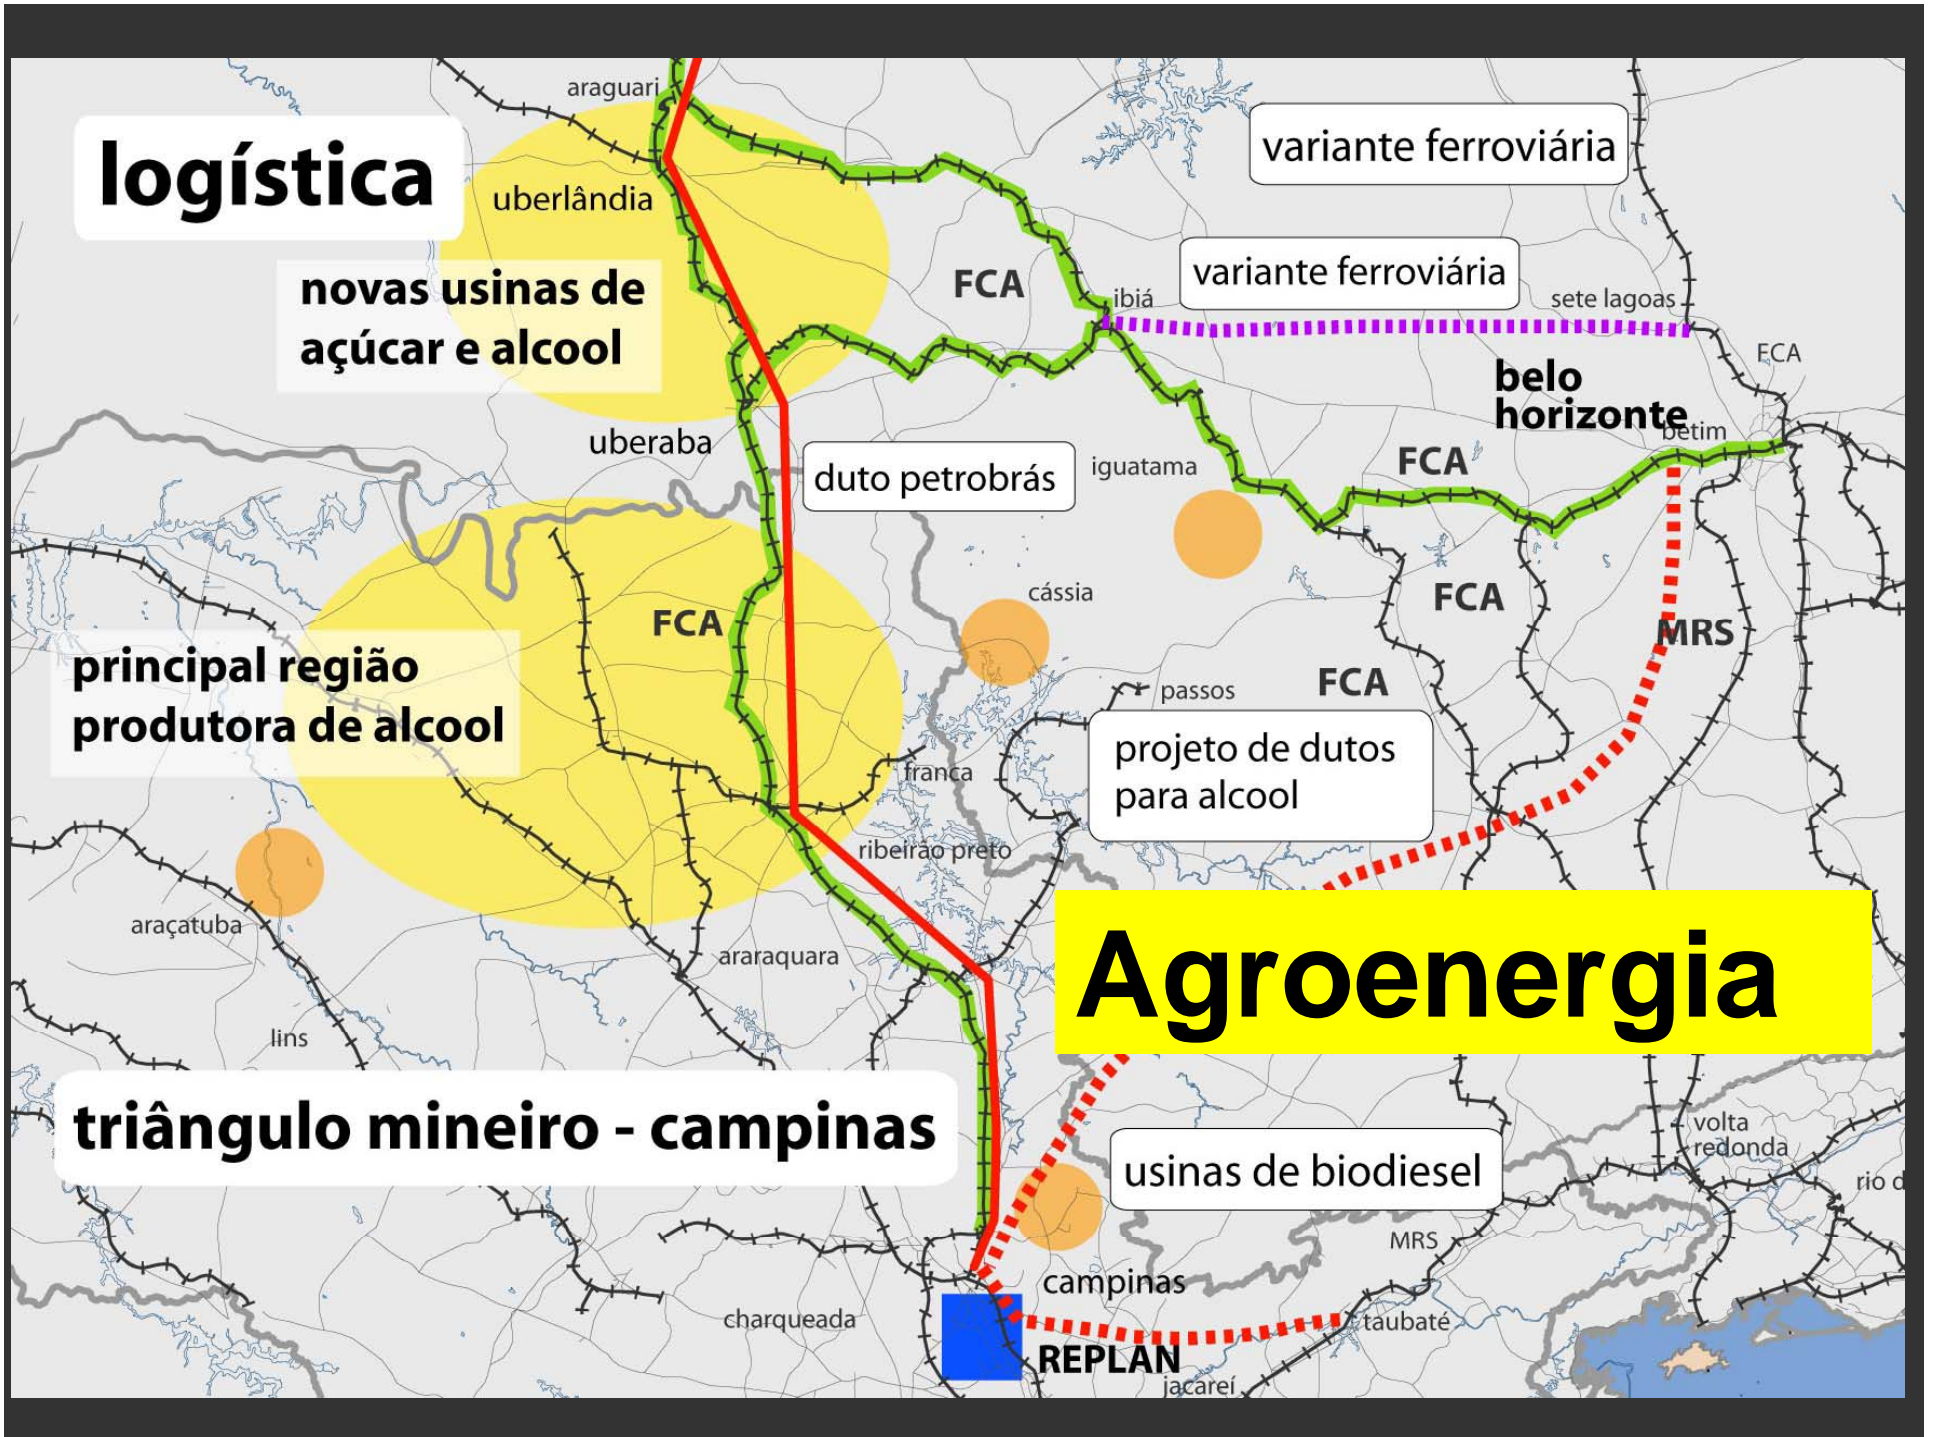 araguari
logística
variante ferroviária
uberlândia
novas usinas de
açúcar e alcool
FCA
variante ferroviária
ibiá
sete lagoas
FCA
belo
horizonte
betim
uberaba
duto petrobrás
iguatama
FCA
cássia
FCA
FCA
MRS
principal região
produtora de alcool
passos
FCA
projeto de dutos
para alcool
franca
ribeirão preto
araçatuba
araraquara
Agroenergia
lins
triângulo mineiro - campinas
volta
redonda
usinas de biodiesel
rio d
MRS
campinas
charqueada
taubaté
REPLAN
jacareí